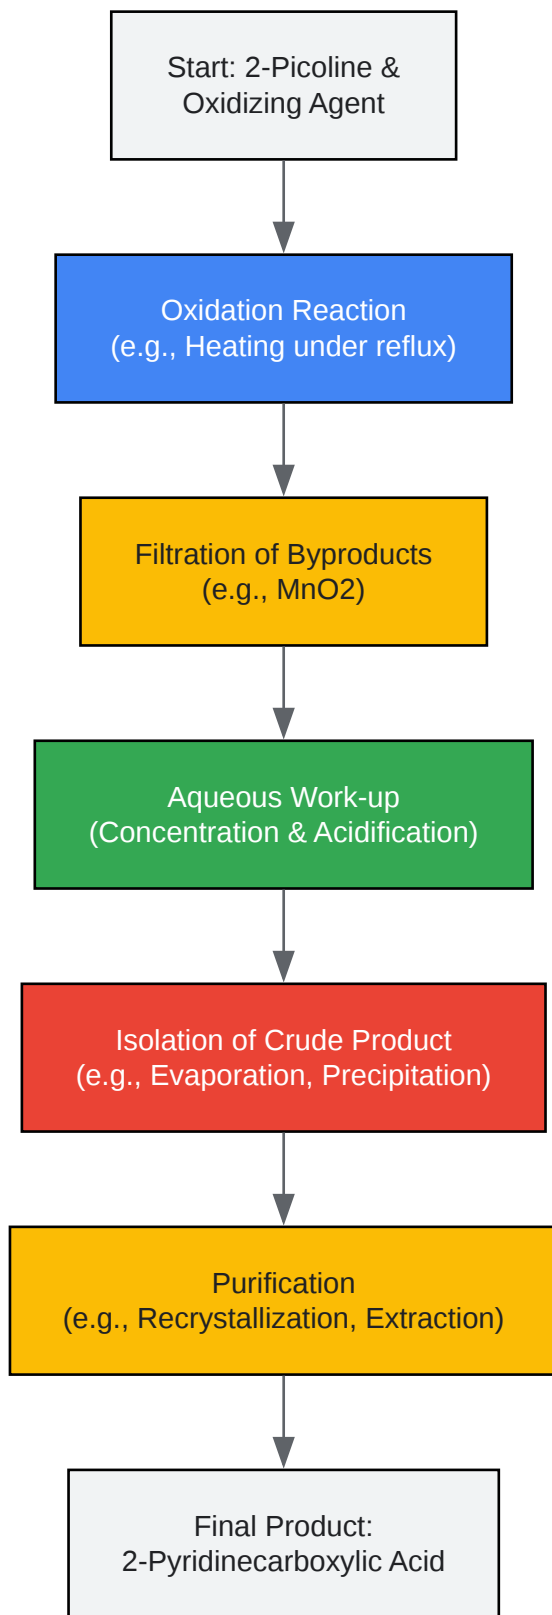 Start: 2-Picoline &
Oxidizing Agent
Oxidation Reaction
(e.g., Heating under reflux)
Filtration of Byproducts
(e.g., MnO2)
Aqueous Work-up
(Concentration & Acidification)
Isolation of Crude Product
(e.g., Evaporation, Precipitation)
Purification
(e.g., Recrystallization, Extraction)
Final Product:
2-Pyridinecarboxylic Acid